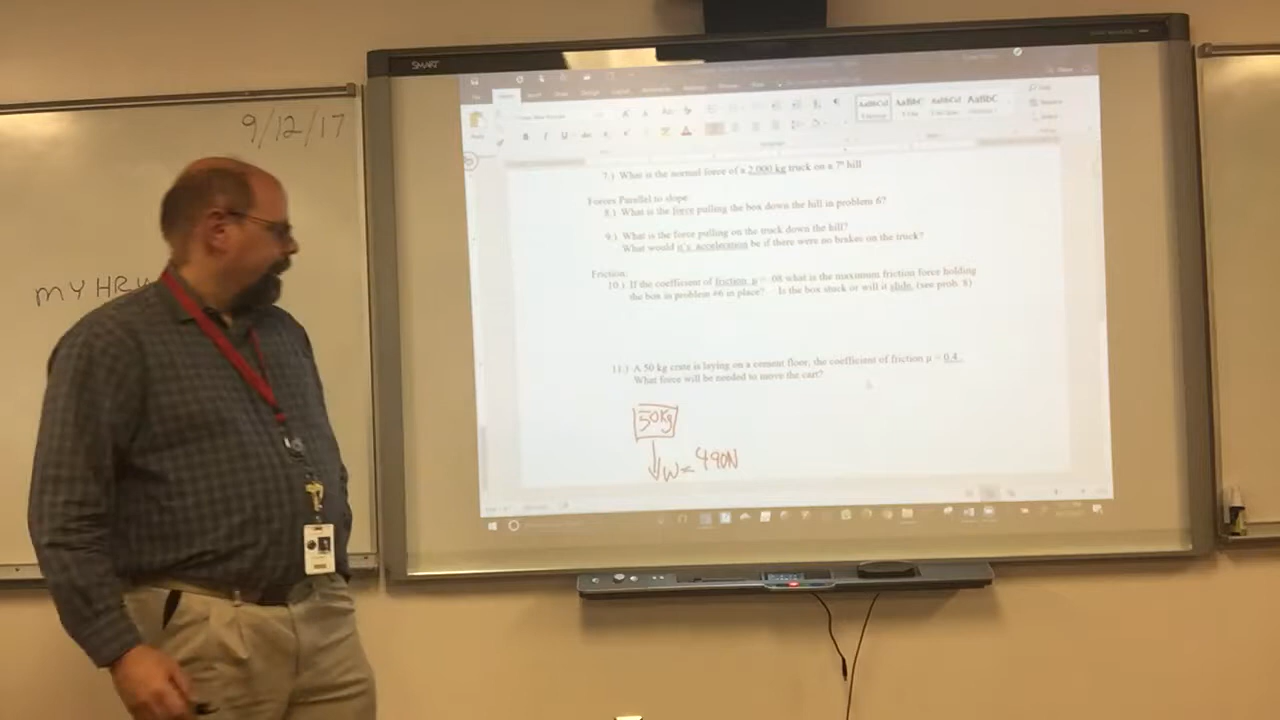 SMART
9/12/17
MY HRW
AaBbCcI AaBbCc AaBbCc AaBbC
7.) What is the normal force of a 2,000 kg truck on a 7° hill
Forces Parallel to slope:
8.) What is the force pulling the box down the hill in problem 6?
9.) What is the force pulling on the truck down the hill?
What would it's acceleration be if there were no brakes on the truck?
Friction:
10.) If the coefficient of friction μ = .08 what is the maximum friction force holding
the box in problem #6 in place? Is the box stuck or will it slide. (see prob. 8)
11.) A 50 kg crate is laying on a cement floor, the coefficient of friction μ = 0.4.
What force will be needed to move the cart?
50Kg
W = 490N